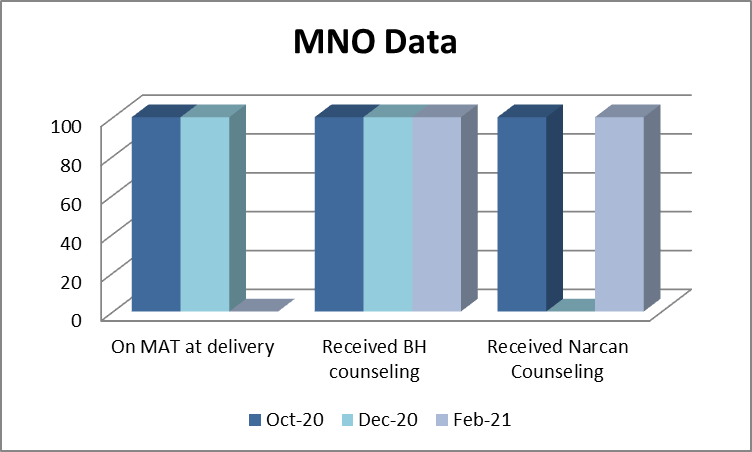 MNO Data
100
80
60
40
20
0
On MAT at delivery
Received BH
counseling
Received Narcan
Counseling
Oct-20 Dec-20 Feb-21